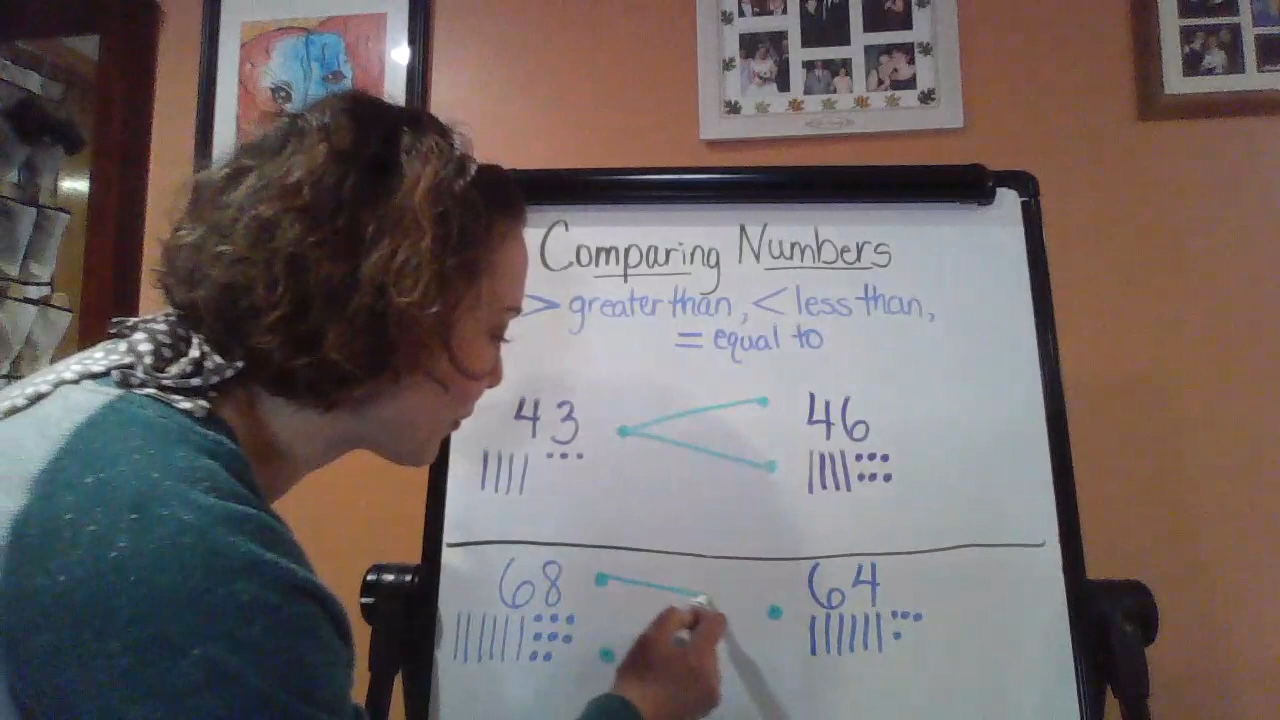 Comparing Numbers
> greater than, < less than,
= equal to
43 < 46
68 64